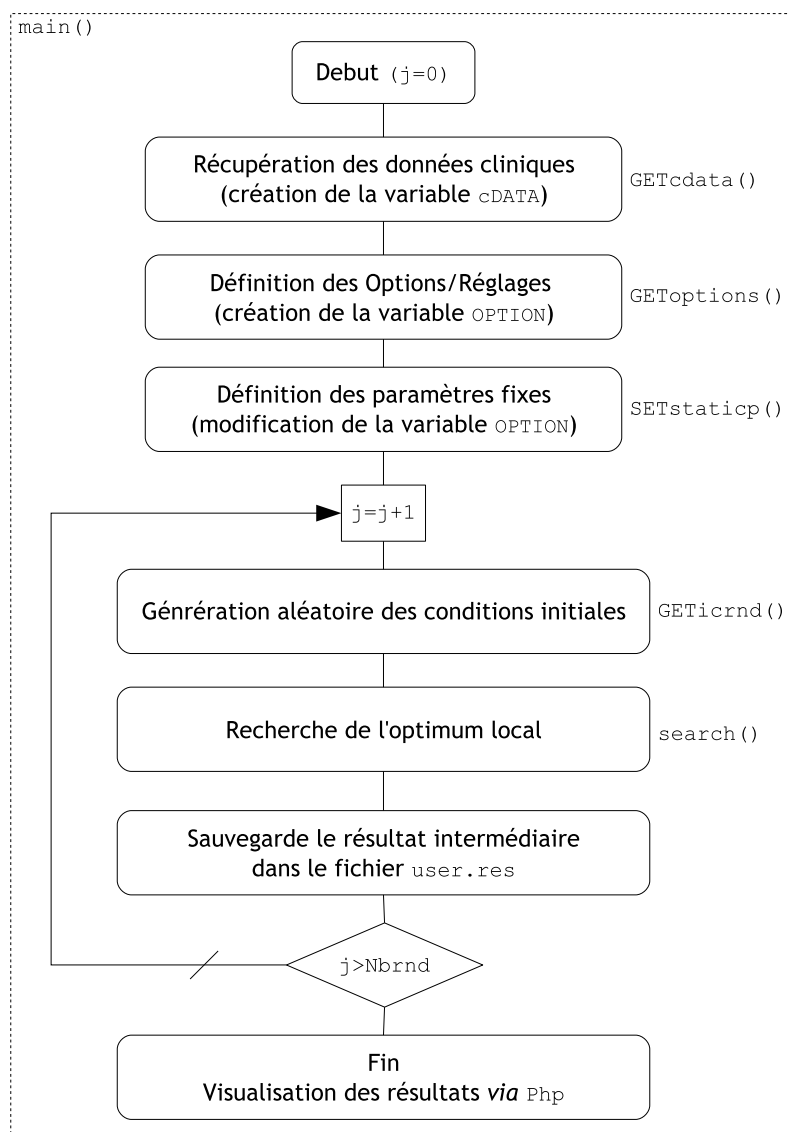 main()
Debut (j=0)
Récupération des données cliniques
(création de la variable cDATA)
GETcdata()
Définition des Options/Réglages
(création de la variable OPTION)
GEToptions()
Définition des paramètres fixes
(modification de la variable OPTION)
SETstaticp()
j=j+1
Génrération aléatoire des conditions initiales
GETicrnd()
Recherche de l'optimum local
search()
Sauvegarde le résultat intermédiaire
dans le fichier user.res
j>Nbrnd
Fin
Visualisation des résultats via Php